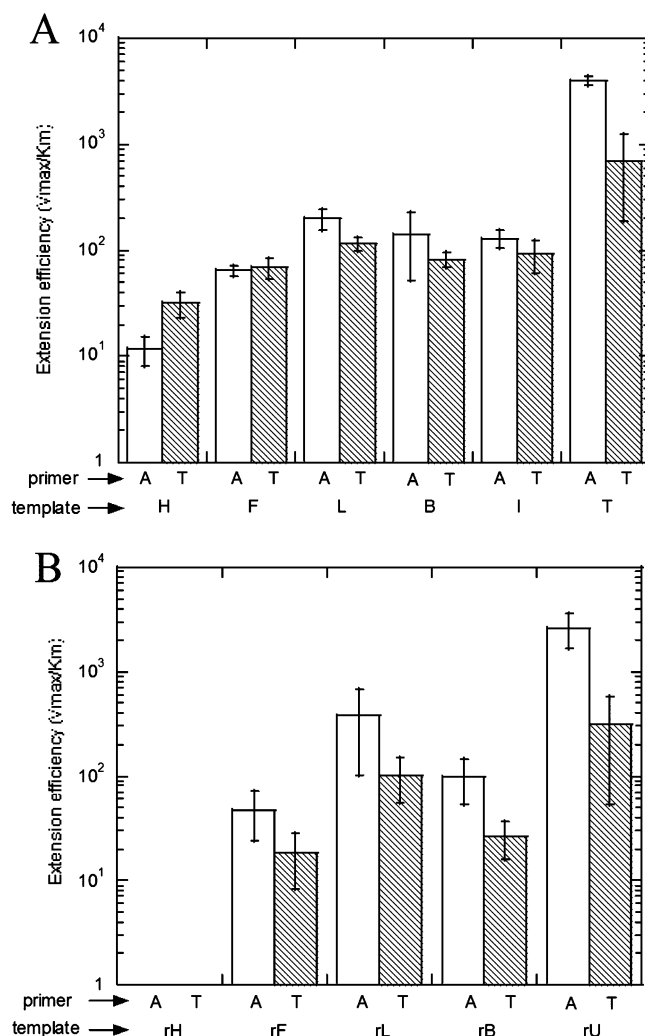 A
10⁴
10³
10²
10¹
1
Extension efficiency (vmax/Km)
primer A T A T A T A T A T A T
template H F L B I T
B
10⁴
10³
10²
10¹
1
Extension efficiency (vmax/Km)
primer A T A T A T A T A T
template rH rF rL rB rU